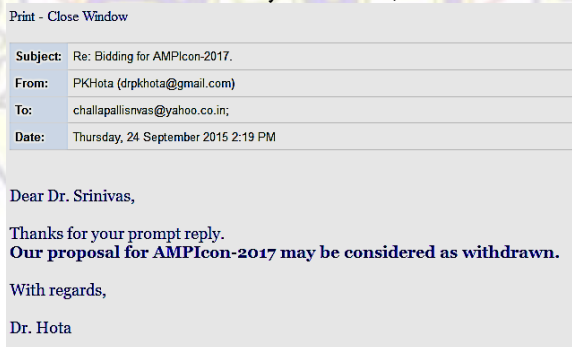 Print - Close Window
Subject: Re: Bidding for AMPIcon-2017.
From: PKHota (drpkhota@gmail.com)
To: challapallisnvas@yahoo.co.in;
Date: Thursday, 24 September 2015 2:19 PM
Dear Dr. Srinivas,
Thanks for your prompt reply.
Our proposal for AMPIcon-2017 may be considered as withdrawn.
With regards,
Dr. Hota